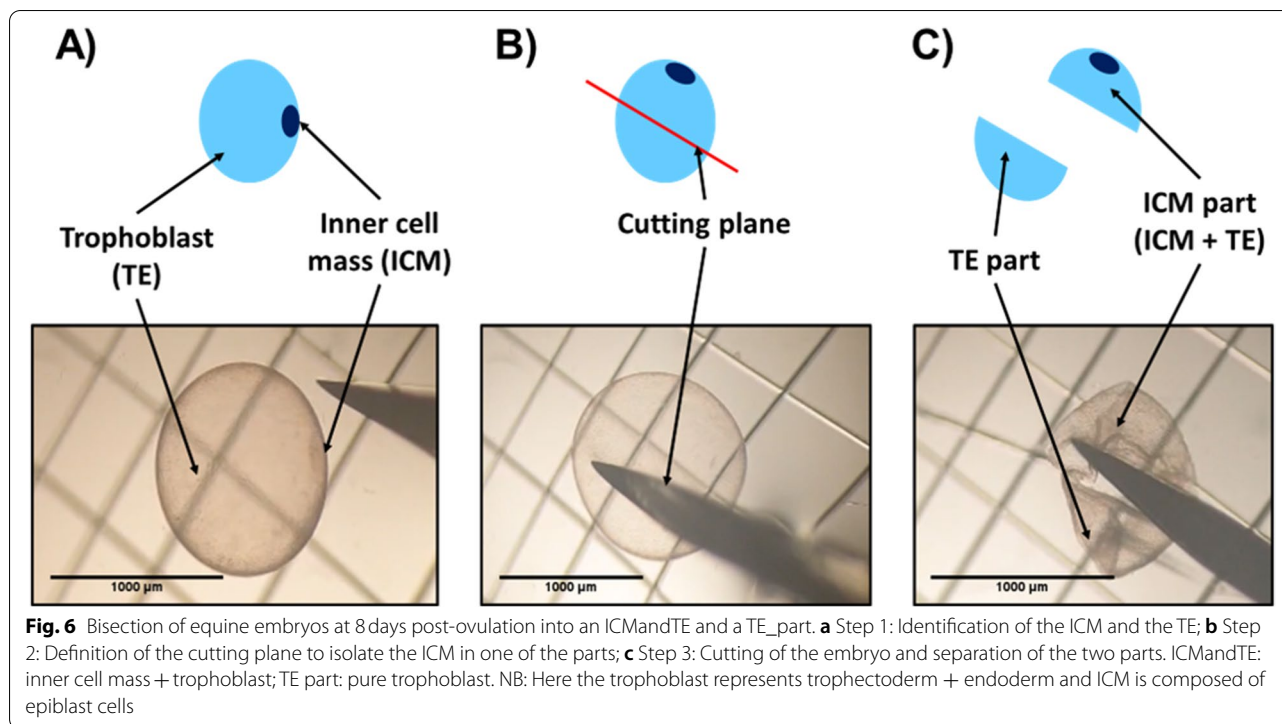 A)
B)
C)
Trophoblast
(TE)
Inner cell
mass (ICM)
Cutting plane
TE part
ICM part
(ICM + TE)
1000 µm
1000 µm
1000 µm
Fig. 6 Bisection of equine embryos at 8 days post-ovulation into an ICMandTE and a TE_part. a Step 1: Identification of the ICM and the TE; b Step
2: Definition of the cutting plane to isolate the ICM in one of the parts; c Step 3: Cutting of the embryo and separation of the two parts. ICMandTE:
inner cell mass + trophoblast; TE part: pure trophoblast. NB: Here the trophoblast represents trophectoderm + endoderm and ICM is composed of
epiblast cells